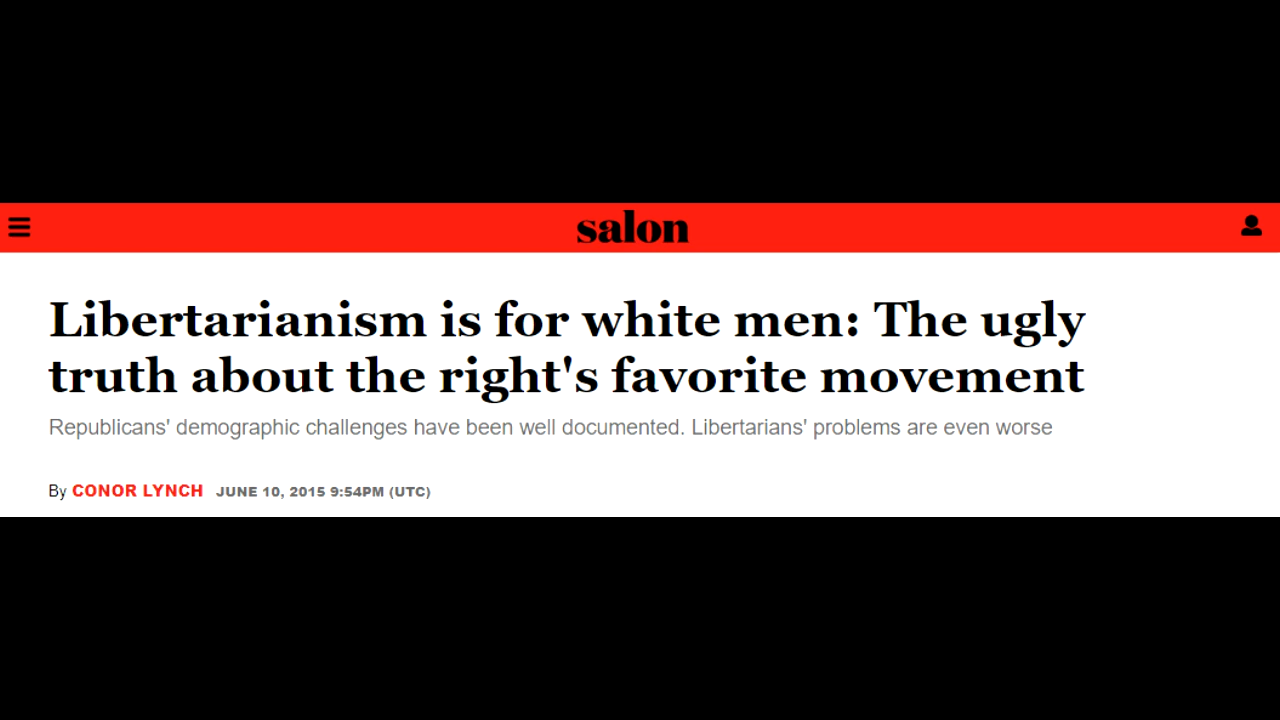 salon
Libertarianism is for white men: The ugly
truth about the right's favorite movement
Republicans' demographic challenges have been well documented. Libertarians' problems are even worse
By CONOR LYNCH JUNE 10, 2015 9:54PM (UTC)